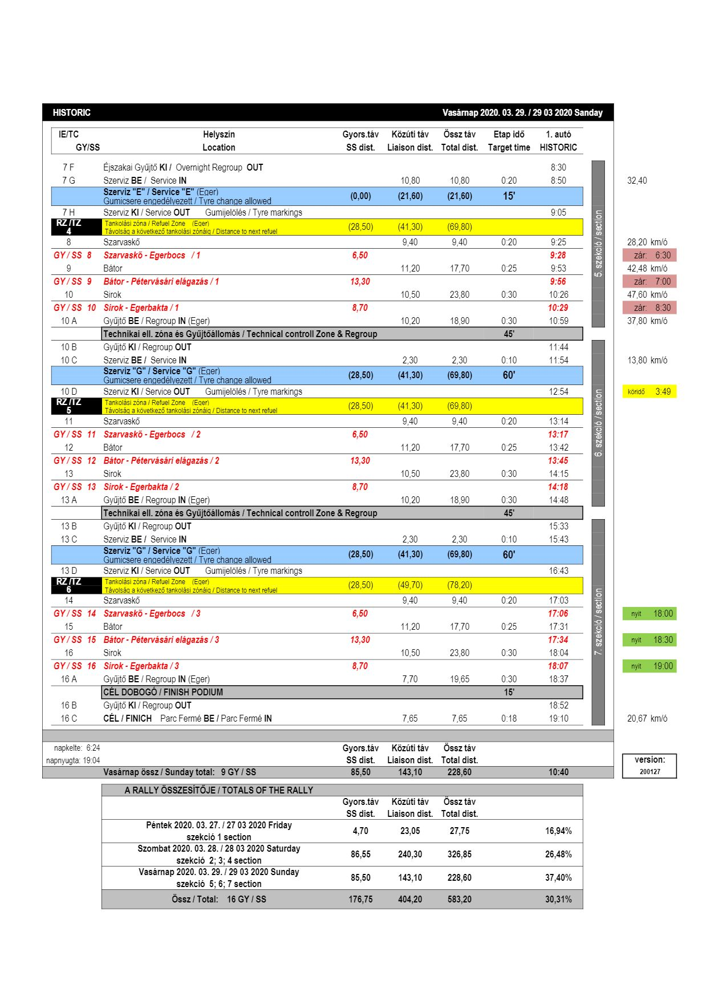 HISTORIC Vasárnap 2020. 03. 29. / 29 03 2020 Sanday
IE/TC Helyszín Gyors.táv Közúti táv Össz táv Etap idő 1. autó
GY/SS Location SS dist. Liaison dist. Total dist. Target time HISTORIC
7 F Éjszakai Gyűjtő KI / Overnight Regroup OUT 8:30
7 G Szerviz BE / Service IN 10,80 10,80 0:20 8:50 32,40
Szerviz "E" / Service "E" (Eger) (0,00) (21,60) (21,60) 15'
Gumicsere engedélyezett / Tyre change allowed
7 H Szerviz KI / Service OUT Gumijelölés / Tyre markings 9:05
RZ /TZ Tankolási zóna / Refuel Zone (Eger) (28,50) (41,30) (69,80)
4 Távolság a következő tankolási zónáig / Distance to next refuel
8 Szarvaskő 9,40 9,40 0:20 9:25 28,20 km/ó
GY / SS 8 Szarvaskő - Egerbocs / 1 6,50 9:28 zár: 6:30
9 Bátor 11,20 17,70 0:25 9:53 42,48 km/ó
GY / SS 9 Bátor - Pétervásári elágazás / 1 13,30 9:56 zár: 7:00
10 Sirok 10,50 23,80 0:30 10:26 47,60 km/ó
GY / SS 10 Sirok - Egerbakta / 1 8,70 10:29 zár: 8:30
10 A Gyűjtő BE / Regroup IN (Eger) 10,20 18,90 0:30 10:59 37,80 km/ó
Technikai ell. zóna és Gyűjtőállomás / Technical controll Zone & Regroup 45'
5. szekció / section
10 B Gyűjtő KI / Regroup OUT 11:44
10 C Szerviz BE / Service IN 2,30 2,30 0:10 11:54 13,80 km/ó
Szerviz "G" / Service "G" (Eger) (28,50) (41,30) (69,80) 60'
Gumicsere engedélyezett / Tyre change allowed
10 D Szerviz KI / Service OUT Gumijelölés / Tyre markings 12:54 köridő 3:49
RZ /TZ Tankolási zóna / Refuel Zone (Eger) (28,50) (41,30) (69,80)
5 Távolság a következő tankolási zónáig / Distance to next refuel
11 Szarvaskő 9,40 9,40 0:20 13:14
GY / SS 11 Szarvaskő - Egerbocs / 2 6,50 13:17
12 Bátor 11,20 17,70 0:25 13:42
GY / SS 12 Bátor - Pétervásári elágazás / 2 13,30 13:45
13 Sirok 10,50 23,80 0:30 14:15
GY / SS 13 Sirok - Egerbakta / 2 8,70 14:18
13 A Gyűjtő BE / Regroup IN (Eger) 10,20 18,90 0:30 14:48
Technikai ell. zóna és Gyűjtőállomás / Technical controll Zone & Regroup 45'
6. szekció / section
13 B Gyűjtő KI / Regroup OUT 15:33
13 C Szerviz BE / Service IN 2,30 2,30 0:10 15:43
Szerviz "G" / Service "G" (Eger) (28,50) (41,30) (69,80) 60'
Gumicsere engedélyezett / Tyre change allowed
13 D Szerviz KI / Service OUT Gumijelölés / Tyre markings 16:43
RZ /TZ Tankolási zóna / Refuel Zone (Eger) (28,50) (49,70) (78,20)
6 Távolság a következő tankolási zónáig / Distance to next refuel
14 Szarvaskő 9,40 9,40 0:20 17:03
GY / SS 14 Szarvaskő - Egerbocs / 3 6,50 17:06 nyit 18:00
15 Bátor 11,20 17,70 0:25 17:31
GY / SS 15 Bátor - Pétervásári elágazás / 3 13,30 17:34 nyit 18:30
16 Sirok 10,50 23,80 0:30 18:04
GY / SS 16 Sirok - Egerbakta / 3 8,70 18:07 nyit 19:00
16 A Gyűjtő BE / Regroup IN (Eger) 7,70 19,65 0:30 18:37
CÉL DOBOGÓ / FINISH PODIUM 15'
16 B Gyűjtő KI / Regroup OUT 18:52
16 C CÉL / FINICH Parc Fermé BE / Parc Fermé IN 7,65 7,65 0:18 19:10 20,67 km/ó
7. szekció / section
napkelte: 6:24 Gyors.táv Közúti táv Össz táv
napnyugta: 19:04 SS dist. Liaison dist. Total dist. version:
Vasárnap össz / Sunday total: 9 GY / SS 85,50 143,10 228,60 10:40 200127
A RALLY ÖSSZESÍTŐJE / TOTALS OF THE RALLY
Gyors.táv Közúti táv Össz táv
SS dist. Liaison dist. Total dist.
Péntek 2020. 03. 27. / 27 03 2020 Friday 4,70 23,05 27,75 16,94%
szekció 1 section
Szombat 2020. 03. 28. / 28 03 2020 Saturday 86,55 240,30 326,85 26,48%
szekció 2; 3; 4 section
Vasárnap 2020. 03. 29. / 29 03 2020 Sunday 85,50 143,10 228,60 37,40%
szekció 5; 6; 7 section
Össz / Total: 16 GY / SS 176,75 404,20 583,20 30,31%